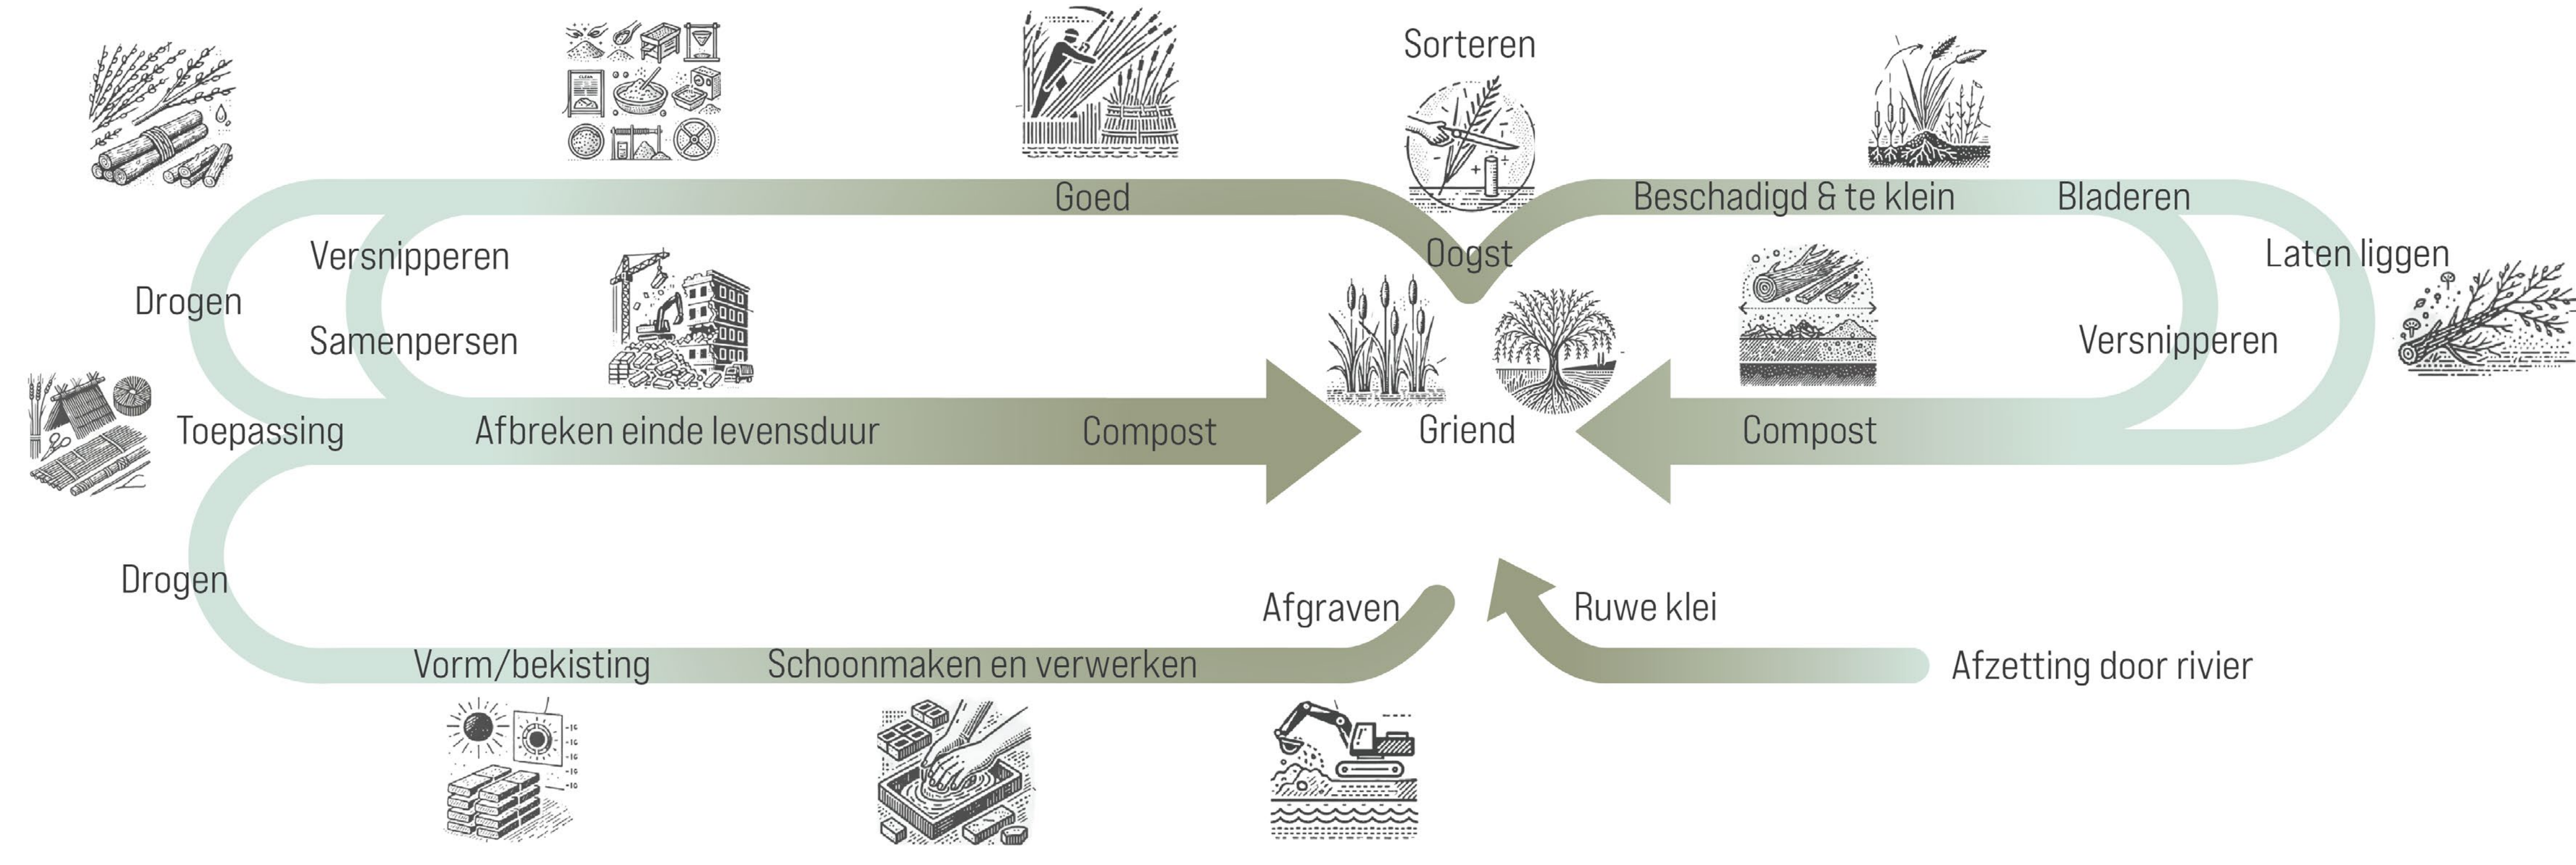 Sorteren
Goed
Beschadigd & te klein
Bladeren
Oogst
Versnipperen
Laten liggen
Drogen
Samenpersen
Versnipperen
Toepassing
Afbreken einde levensduur
Compost
Griend
Compost
Drogen
Afgraven
Ruwe klei
Vorm/bekisting
Schoonmaken en verwerken
Afzetting door rivier